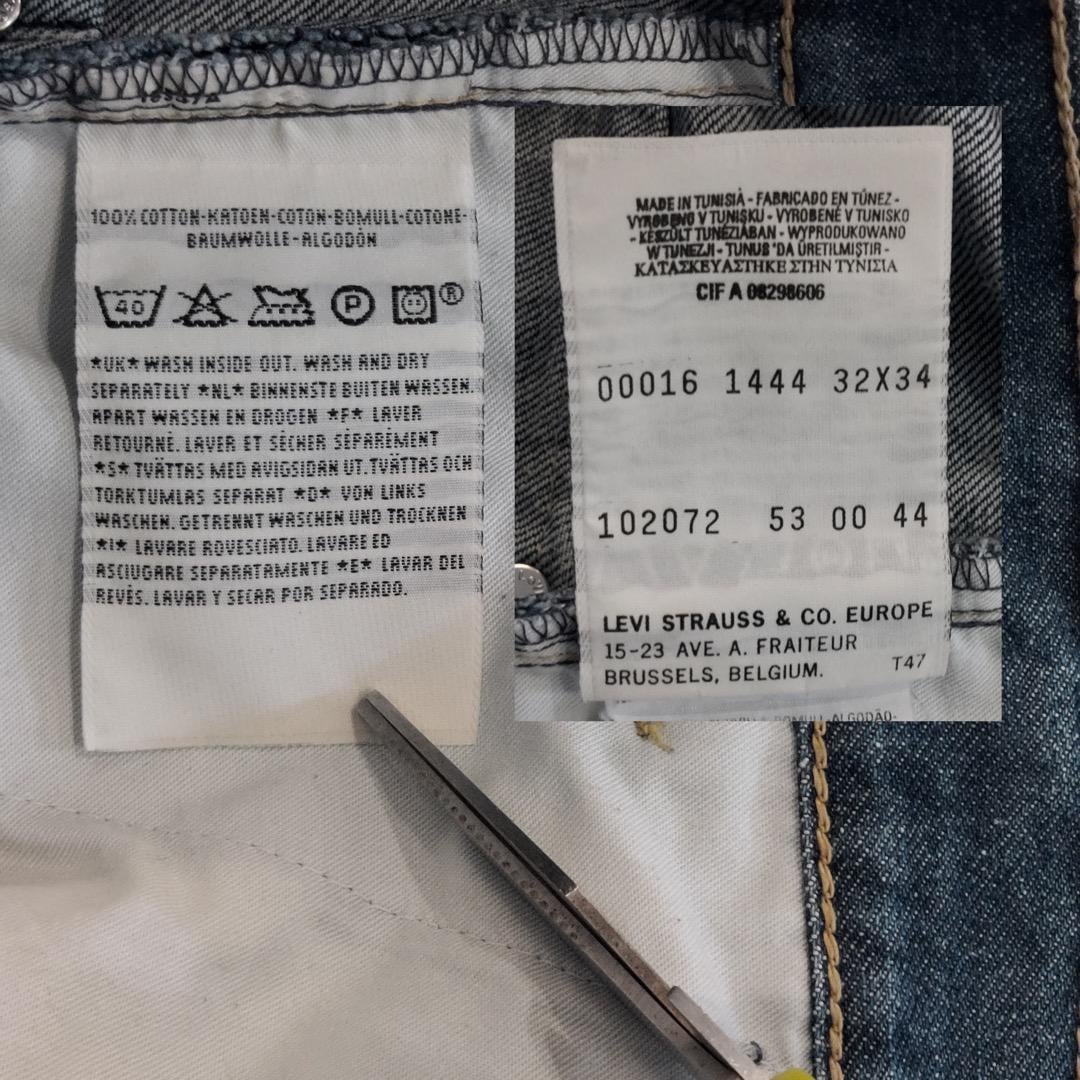 100% COTTON-KATOEN-COTON-BOMULL-COTONE-
BAUMWOLLE-ALGODÓN
40
P
®
*UK* WASH INSIDE OUT. WASH AND DRY
SEPARATELY *NL* BINNENSTE BUITEN WASSEN.
APART WASSEN EN DROGEN *F* LAVER
RETOURNÉ. LAVER ET SÉCHER SÉPARÉMENT
*S* TVÄTTAS MED AVIGSIDAN UT.TVÄTTAS OCH
TORKTUMLAS SEPARAT *D* VON LINKS
WASCHEN. GETRENNT WASCHEN UND TROCKNEN
*I* LAVARE ROVESCIATO. LAVARE ED
ASCIUGARE SEPARATAMENTE *E* LAVAR DEL
REVÉS. LAVAR Y SECAR POR SEPARADO.
MADE IN TUNISIA - FABRICADO EN TÚNEZ -
VYROBENO V TUNISKU - VYROBENÉ V TUNISKO
- KÉSZÜLT TUNÉZIÁBAN - WYPRODUKOWANO
W TUNEZJI - TUNUS 'DA ÜRETILMIŞTIR -
ΚΑΤΑΣΚΕΥΑΣΤΗΚΕ ΣΤΗΝ ΤΥΝΙΣΙΑ
CIF A 08298606
00016 1444 32X34
102072 53 00 44
LEVI STRAUSS & CO. EUROPE
15-23 AVE. A. FRAITEUR
BRUSSELS, BELGIUM. T47
BOMULL-ALGODÃO-